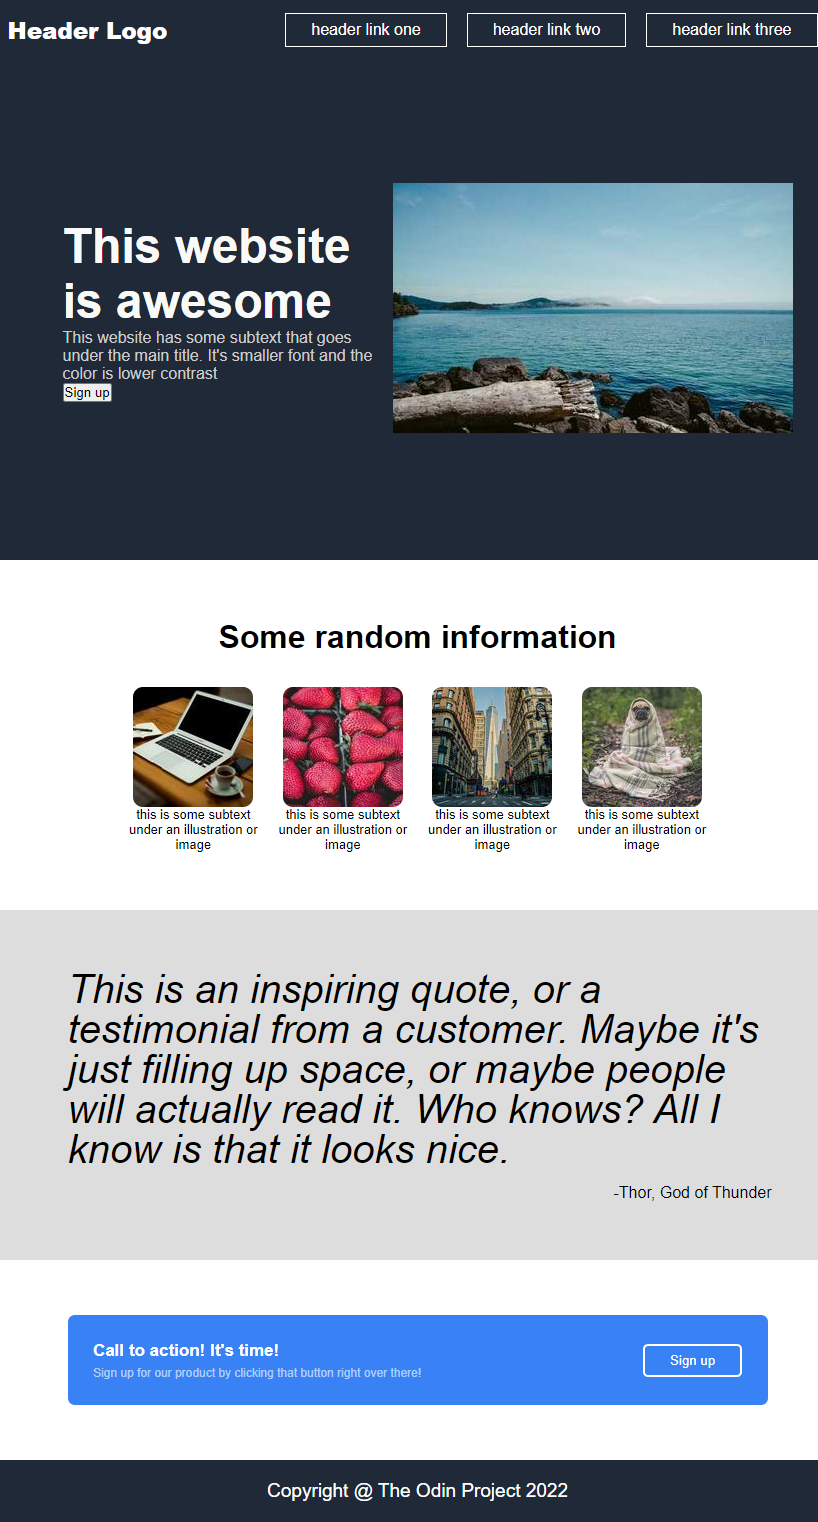 Header Logo
header link one
header link two
header link three
This website
is awesome
This website has some subtext that goes
under the main title. It's smaller font and the
color is lower contrast
Sign up
Some random information
this is some subtext
under an illustration or
image
this is some subtext
under an illustration or
image
this is some subtext
under an illustration or
image
this is some subtext
under an illustration or
image
This is an inspiring quote, or a
testimonial from a customer. Maybe it's
just filling up space, or maybe people
will actually read it. Who knows? All I
know is that it looks nice.
-Thor, God of Thunder
Call to action! It's time!
Sign up for our product by clicking that button right over there!
Sign up
Copyright @ The Odin Project 2022